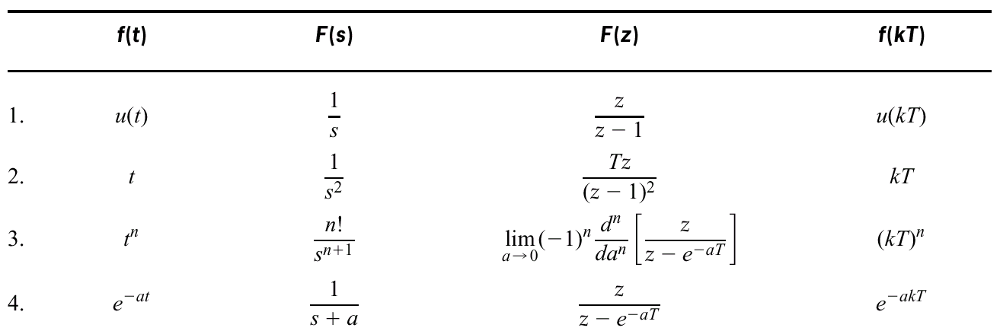 f(t) F(s) F(z) f(kT)
1. u(t) \frac{1}{s} \frac{z}{z - 1} u(kT)
2. t \frac{1}{s^2} \frac{Tz}{(z - 1)^2} kT
3. t^n \frac{n!}{s^{n+1}} \lim_{a \to 0} (-1)^n \frac{d^n}{da^n} \left[ \frac{z}{z - e^{-aT}} \right] (kT)^n
4. e^{-at} \frac{1}{s + a} \frac{z}{z - e^{-aT}} e^{-akT}